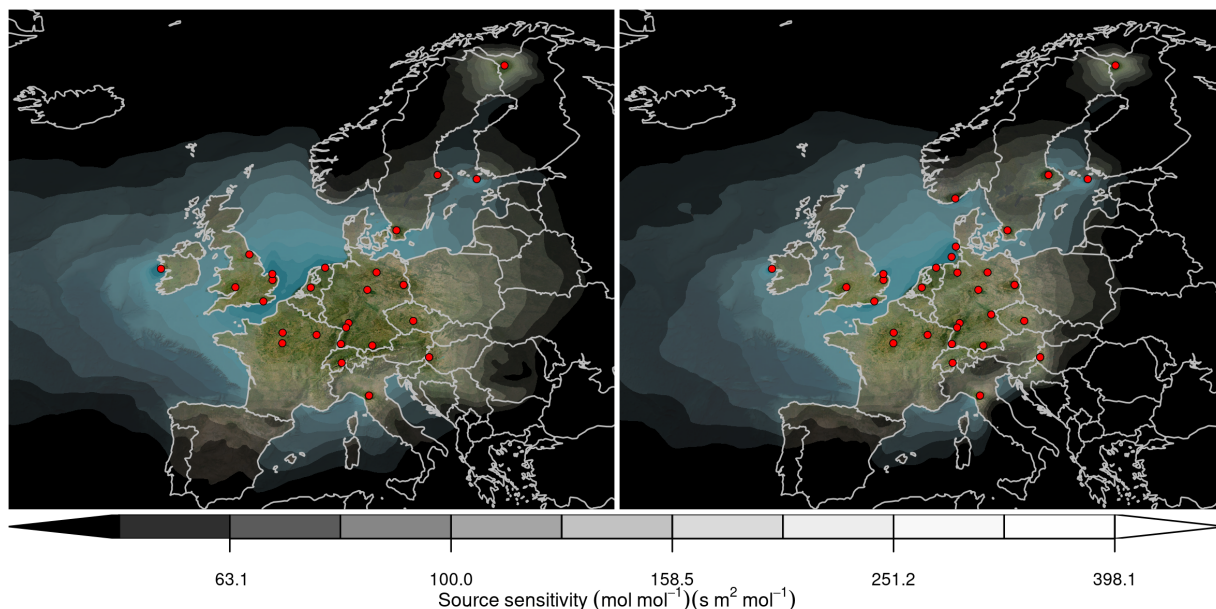 63.1 100.0 158.5 251.2 398.1
Source sensitivity (mol mol⁻¹)(s m² mol⁻¹)